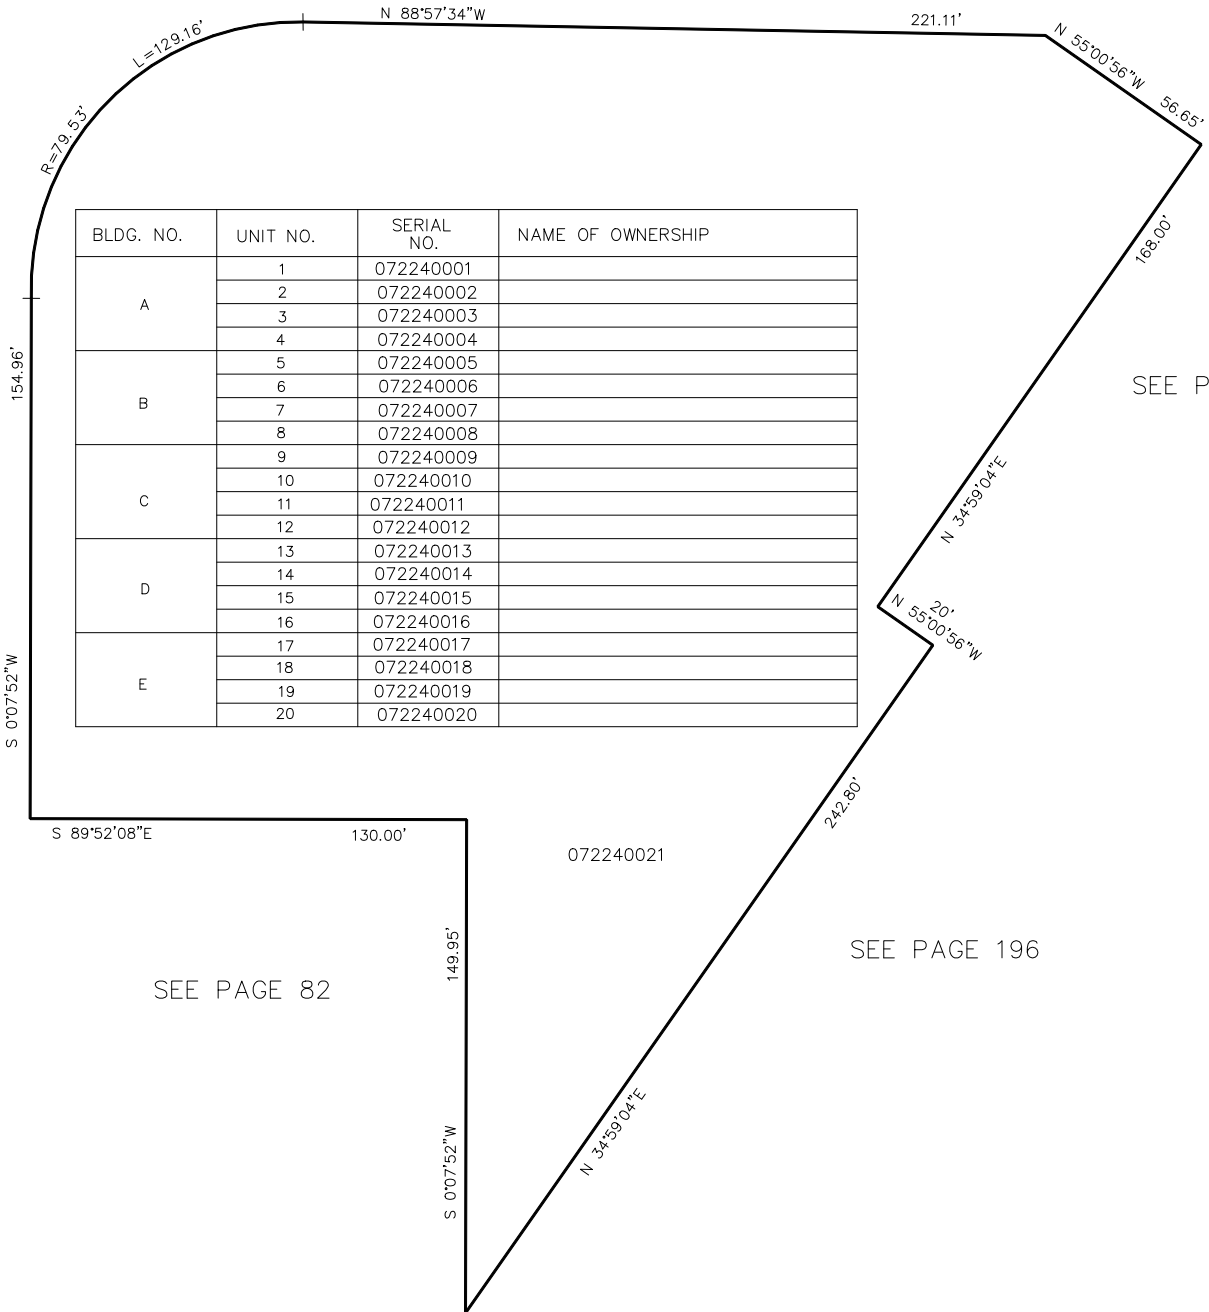 N 88°57'34"W
221.11'
N 55°00'56"W
56.65'
L=129.16'
R=79.53'
168.00'
N 34°59'04"E
SEE P
154.96'
S 0°07'52"W
BLDG. NO. UNIT NO. SERIAL NO. NAME OF OWNERSHIP
A
1 072240001
2 072240002
3 072240003
4 072240004
B
5 072240005
6 072240006
7 072240007
8 072240008
C
9 072240009
10 072240010
11 072240011
12 072240012
D
13 072240013
14 072240014
15 072240015
16 072240016
E
17 072240017
18 072240018
19 072240019
20 072240020
20'
N 55°00'56"W
242.80'
S 89°52'08"E
130.00'
072240021
149.95'
SEE PAGE 196
SEE PAGE 82
N 34°59'04"E
S 0°07'52"W